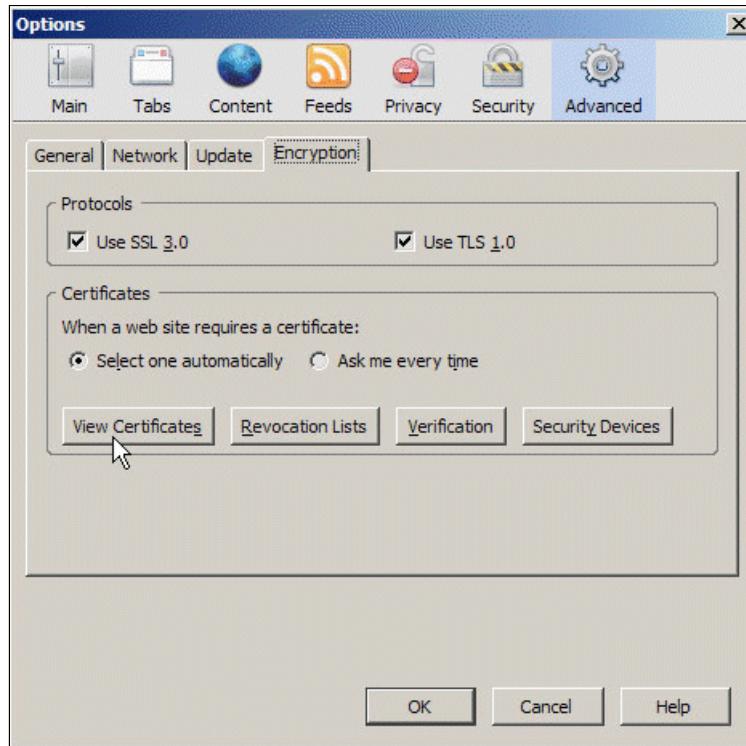 Options
Main Tabs Content Feeds Privacy Security Advanced
General Network Update Encryption
Protocols
Use SSL 3.0 Use TLS 1.0
Certificates
When a web site requires a certificate:
Select one automatically Ask me every time
View Certificates Revocation Lists Verification Security Devices
OK Cancel Help